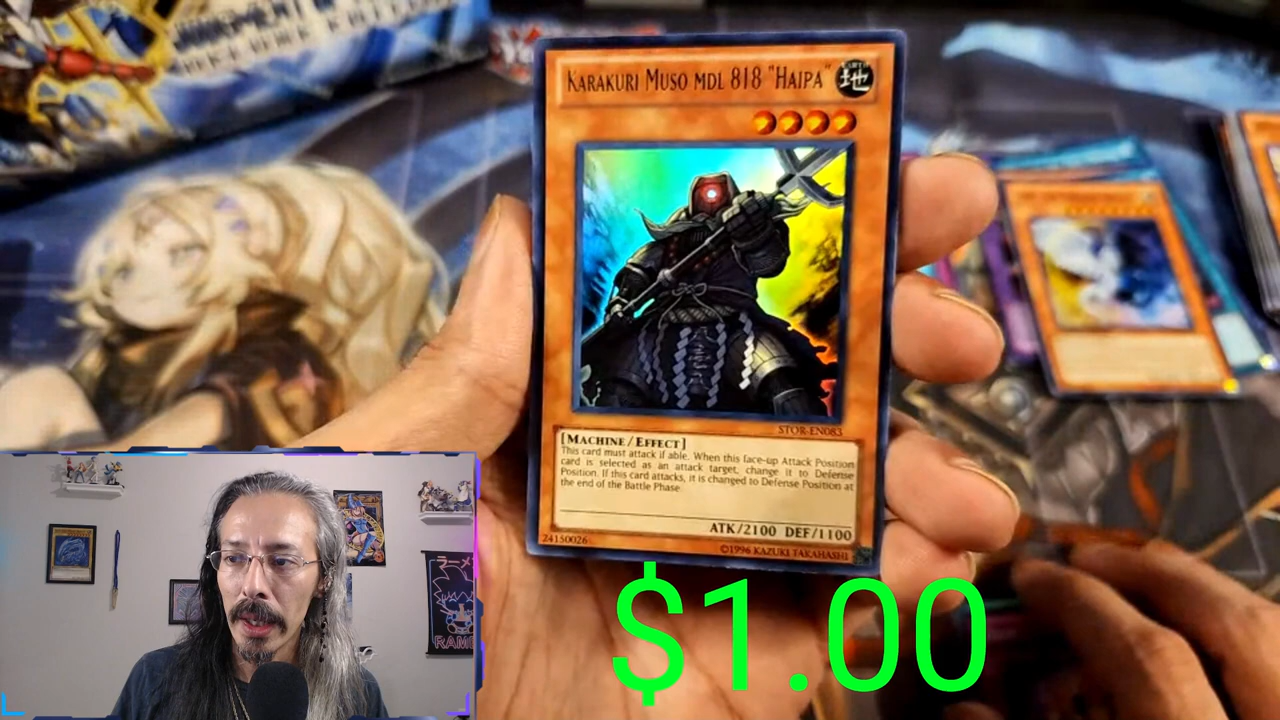 KARAKURI MUSO MDL 818 "HAIPA"
EARTH
地
STOR-EN083
[MACHINE/EFFECT]
This card must attack if able. When this face-up Attack Position
card is selected as an attack target, change it to Defense
Position. If this card attacks, it is changed to Defense Position at
the end of the Battle Phase.
ATK/2100 DEF/1100
24150026
©1996 KAZUKI TAKAHASHI
$1.00